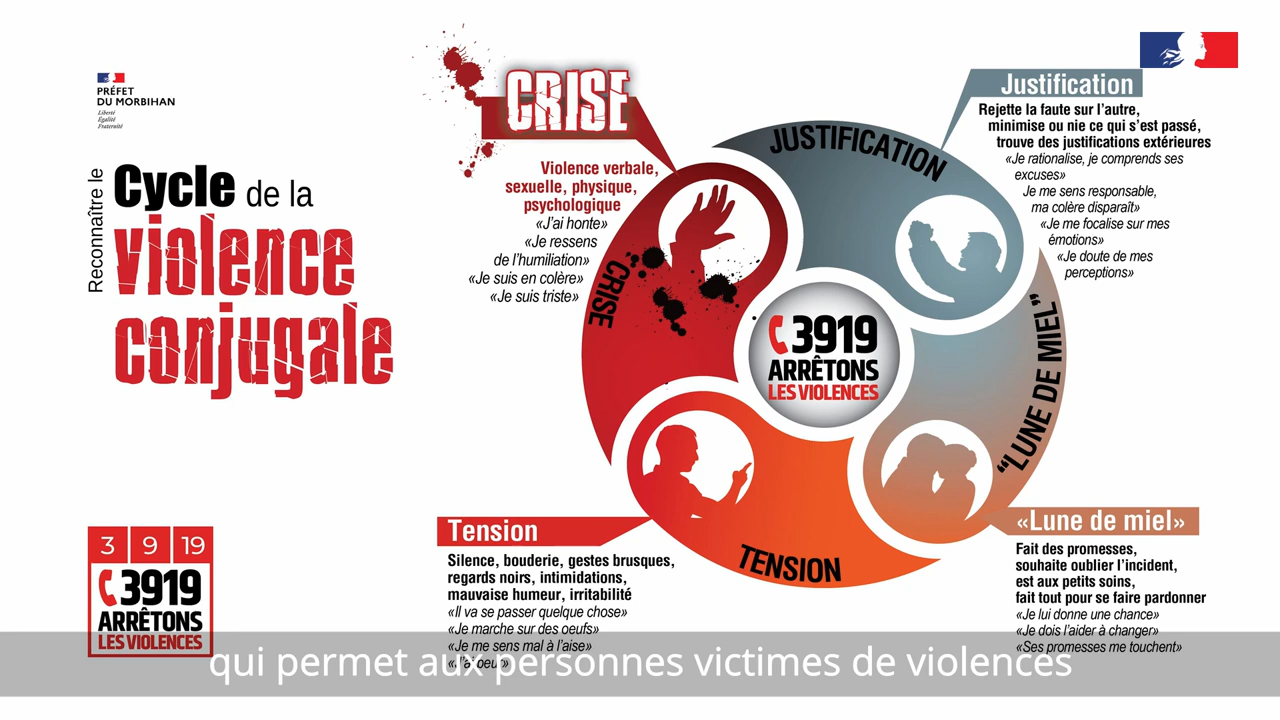 PRÉFET
DU MORBIHAN
Liberté
Égalité
Fraternité
Reconnaître le
Cycle de la
violence
conjugale
3 9 19
3919
ARRÊTONS
LES VIOLENCES
CRISE
Violence verbale,
sexuelle, physique,
psychologique
«J'ai honte»
«Je ressens
de l'humiliation»
«Je suis en colère»
«Je suis triste»
Justification
Rejette la faute sur l'autre,
minimise ou nie ce qui s'est passé,
trouve des justifications extérieures
«Je rationalise, je comprends ses
excuses»
Je me sens responsable,
ma colère disparaît»
«Je me focalise sur mes
émotions»
«Je doute de mes
perceptions»
JUSTIFICATION
CRISE
"LUNE DE MIEL"
TENSION
3919
ARRÊTONS
LES VIOLENCES
Tension
Silence, bouderie, gestes brusques,
regards noirs, intimidations,
mauvaise humeur, irritabilité
«Il va se passer quelque chose»
«Je marche sur des oeufs»
«Je me sens mal à l'aise»
«J'ai peur»
«Lune de miel»
Fait des promesses,
souhaite oublier l'incident,
est aux petits soins,
fait tout pour se faire pardonner
«Je lui donne une chance»
«Je dois l'aider à changer»
«Ses promesses me touchent»
qui permet aux personnes victimes de violences